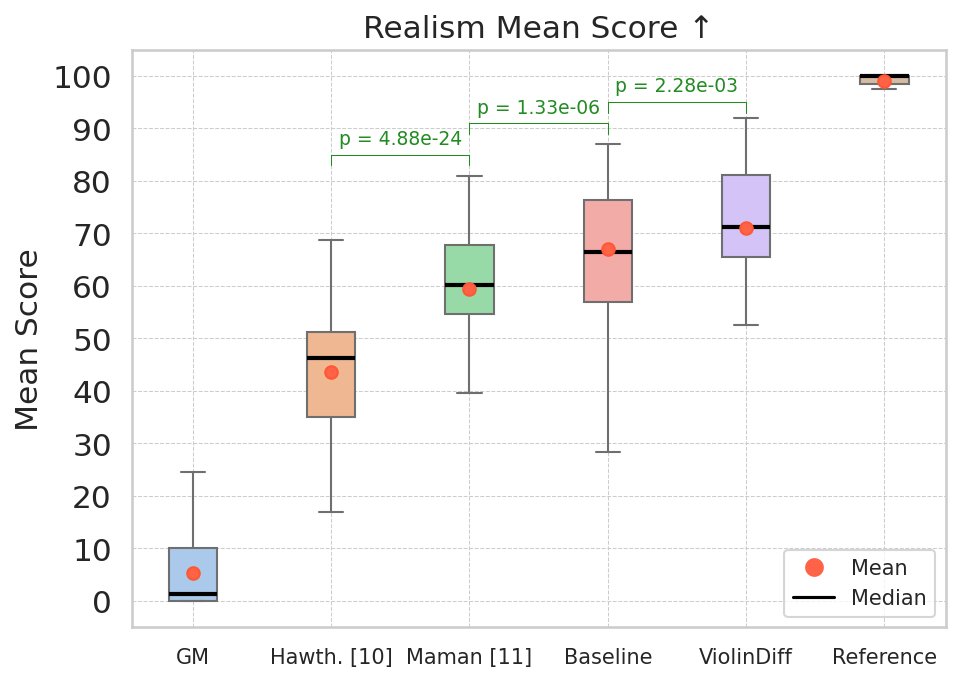 Realism Mean Score ↑
Mean Score
100
90
80
70
60
50
40
30
20
10
0
p = 4.88e-24
p = 1.33e-06
p = 2.28e-03
Mean
Median
GM Hawth. [10] Maman [11] Baseline ViolinDiff Reference